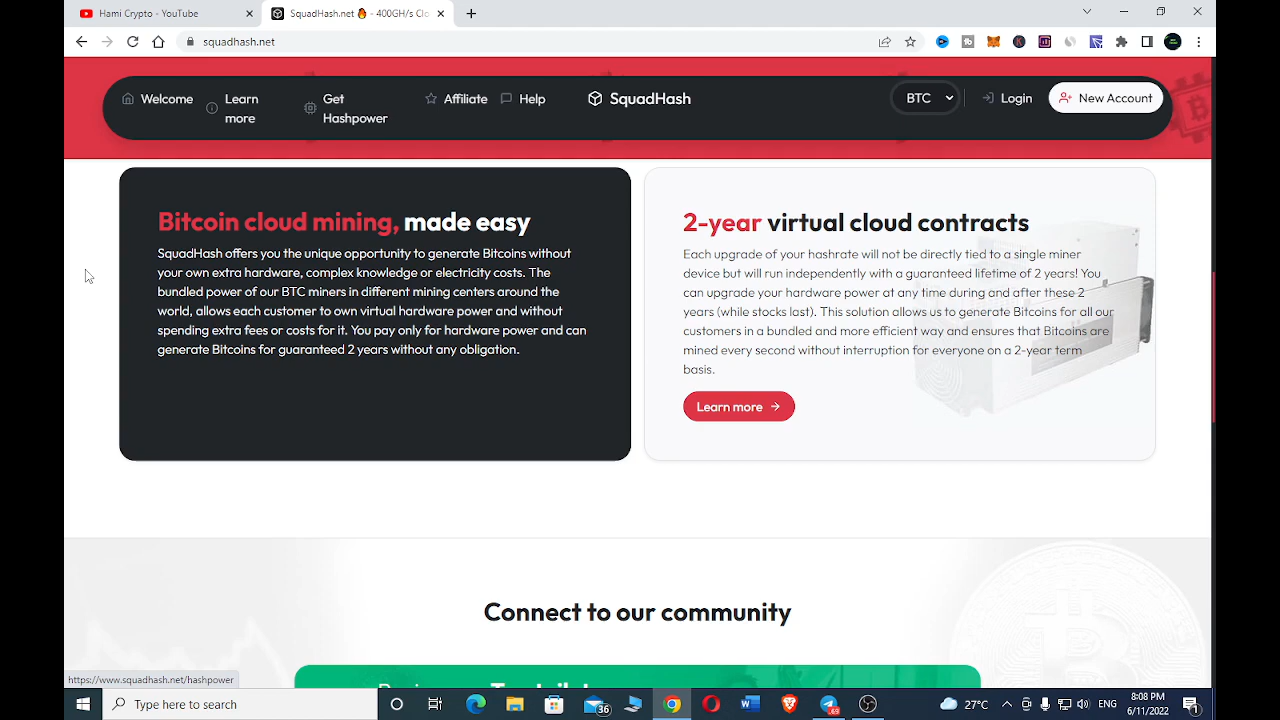 Hami Crypto - YouTube
SquadHash.net 🔥 - 400GH/s Clo
squadhash.net
Welcome
Learn
more
Get
Hashpower
Affiliate
Help
SquadHash
BTC
Login
New Account
Bitcoin cloud mining, made easy
SquadHash offers you the unique opportunity to generate Bitcoins without
your own extra hardware, complex knowledge or electricity costs. The
bundled power of our BTC miners in different mining centers around the
world, allows each customer to own virtual hardware power and without
spending extra fees or costs for it. You pay only for hardware power and can
generate Bitcoins for guaranteed 2 years without any obligation.
2-year virtual cloud contracts
Each upgrade of your hashrate will not be directly tied to a single miner
device but will run independently with a guaranteed lifetime of 2 years! You
can upgrade your hardware power at any time during and after these 2
years (while stocks last). This solution allows us to generate Bitcoins for all our
customers in a bundled and more efficient way and ensures that Bitcoins are
mined every second without interruption for everyone on a 2-year term
basis.
Learn more
Connect to our community
https://www.squadhash.net/hashpower
Type here to search
36
69
27°C
ENG
8:08 PM
6/11/2022